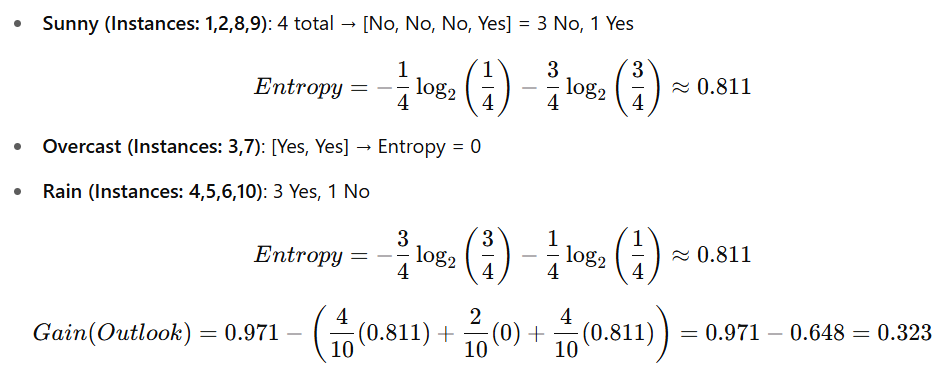 • Sunny (Instances: 1,2,8,9): 4 total → [No, No, No, Yes] = 3 No, 1 Yes
Entropy = −1/4 log₂(1/4) − 3/4 log₂(3/4) ≈ 0.811
• Overcast (Instances: 3,7): [Yes, Yes] → Entropy = 0
• Rain (Instances: 4,5,6,10): 3 Yes, 1 No
Entropy = −3/4 log₂(3/4) − 1/4 log₂(1/4) ≈ 0.811
Gain(Outlook) = 0.971 − (4/10(0.811) + 2/10(0) + 4/10(0.811)) = 0.971 − 0.648 = 0.323